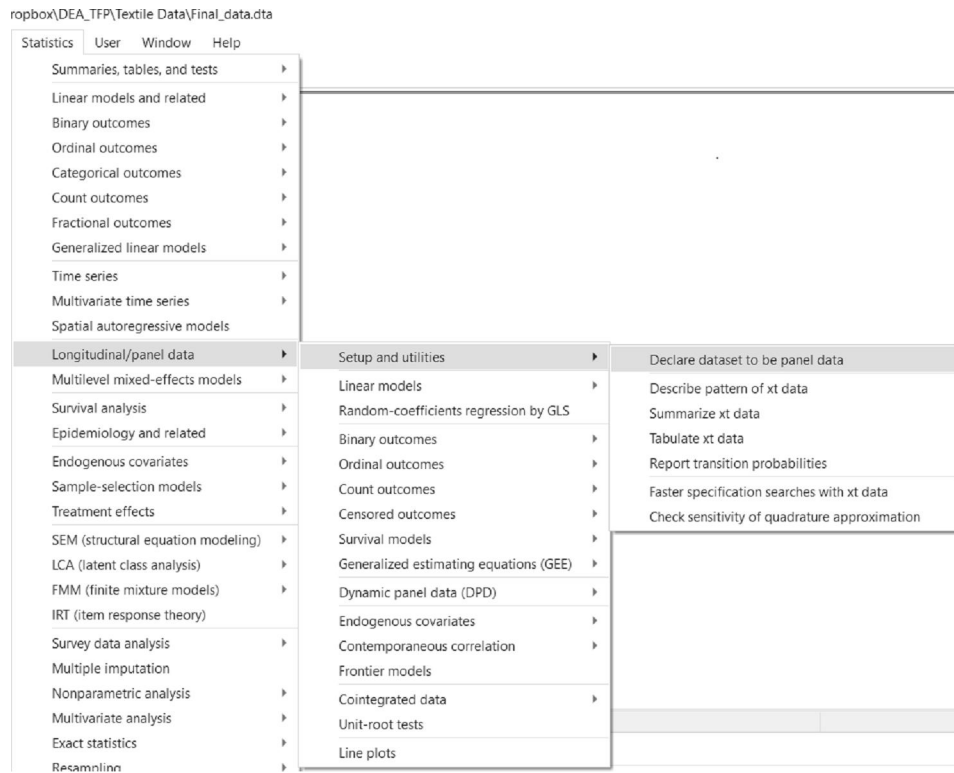 ropbox\DEA_TFP\Textile Data\Final_data.dta
Statistics User Window Help
Summaries, tables, and tests
Linear models and related
Binary outcomes
Ordinal outcomes
Categorical outcomes
Count outcomes
Fractional outcomes
Generalized linear models
Time series
Multivariate time series
Spatial autoregressive models
Longitudinal/panel data
Multilevel mixed-effects models
Survival analysis
Epidemiology and related
Endogenous covariates
Sample-selection models
Treatment effects
SEM (structural equation modeling)
LCA (latent class analysis)
FMM (finite mixture models)
IRT (item response theory)
Survey data analysis
Multiple imputation
Nonparametric analysis
Multivariate analysis
Exact statistics
Resampling
Setup and utilities
Linear models
Random-coefficients regression by GLS
Binary outcomes
Ordinal outcomes
Count outcomes
Censored outcomes
Survival models
Generalized estimating equations (GEE)
Dynamic panel data (DPD)
Endogenous covariates
Contemporaneous correlation
Frontier models
Cointegrated data
Unit-root tests
Line plots
Declare dataset to be panel data
Describe pattern of xt data
Summarize xt data
Tabulate xt data
Report transition probabilities
Faster specification searches with xt data
Check sensitivity of quadrature approximation